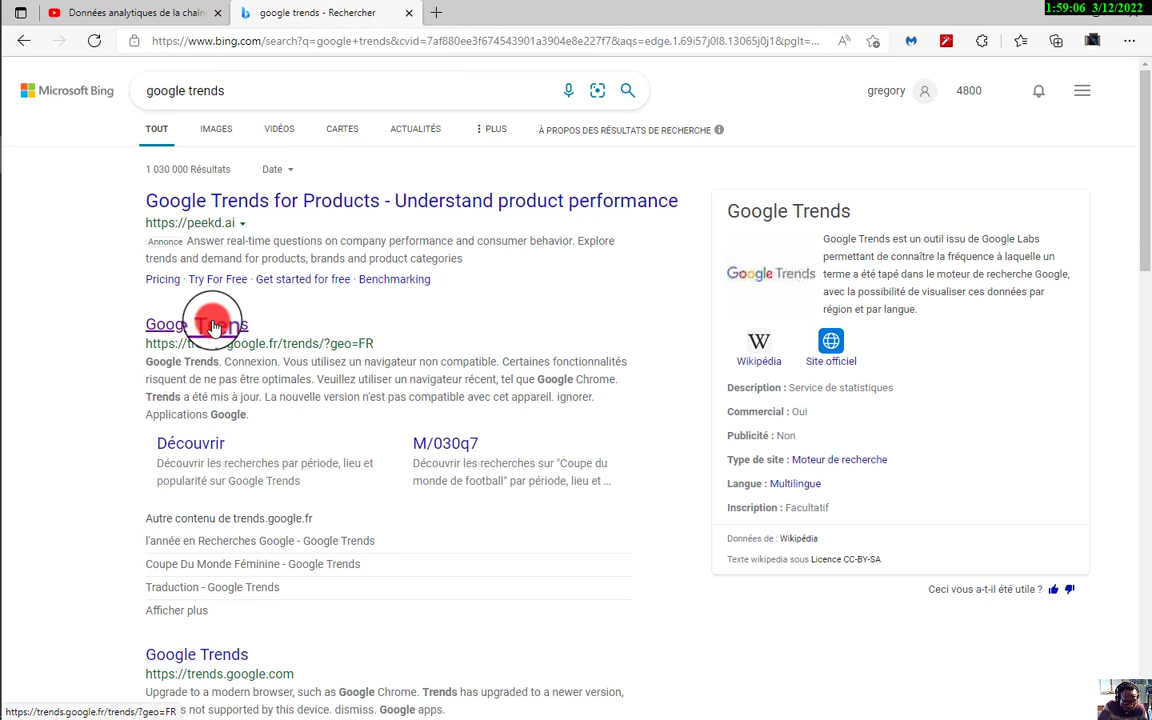 1:59:06 3/12/2022
Données analytiques de la chaîn
google trends - Rechercher
https://www.bing.com/search?q=google+trends&cvid=7af880ee3f674543901a3904e8e227f7&aqs=edge.1.69i57j0l8.13065j0j1&pglt=...
Microsoft Bing
google trends
gregory
4800
TOUT
IMAGES
VIDÉOS
CARTES
ACTUALITÉS
PLUS
À PROPOS DES RÉSULTATS DE RECHERCHE
1 030 000 Résultats
Date
Google Trends for Products - Understand product performance
https://peekd.ai
Annonce Answer real-time questions on company performance and consumer behavior. Explore
trends and demand for products, brands and product categories
Pricing · Try For Free · Get started for free · Benchmarking
Goog Trens
google.fr/trends/?geo=FR
Google Trends. Connexion. Vous utilisez un navigateur non compatible. Certaines fonctionnalités
risquent de ne pas être optimales. Veuillez utiliser un navigateur récent, tel que Google Chrome.
Trends a été mis à jour. La nouvelle version n'est pas compatible avec cet appareil. ignorer.
Applications Google.
Découvrir
Découvrir les recherches par période, lieu et
popularité sur Google Trends
M/030q7
Découvrir les recherches sur "Coupe du
monde de football" par période, lieu et ...
Autre contenu de trends.google.fr
l'année en Recherches Google - Google Trends
Coupe Du Monde Féminine - Google Trends
Traduction - Google Trends
Afficher plus
Google Trends
https://trends.google.com
Upgrade to a modern browser, such as Google Chrome. Trends has upgraded to a newer version,
s not supported by this device. dismiss. Google apps.
Google Trends
Google Trends
Google Trends est un outil issu de Google Labs
permettant de connaître la fréquence à laquelle un
terme a été tapé dans le moteur de recherche Google,
avec la possibilité de visualiser ces données par
région et par langue.
W
Wikipédia
Site officiel
Description : Service de statistiques
Commercial : Oui
Publicité : Non
Type de site : Moteur de recherche
Langue : Multilingue
Inscription : Facultatif
Données de : Wikipédia
Texte wikipedia sous Licence CC-BY-SA
Ceci vous a-t-il été utile ?
https://trends.google.fr/trends/?geo=FR